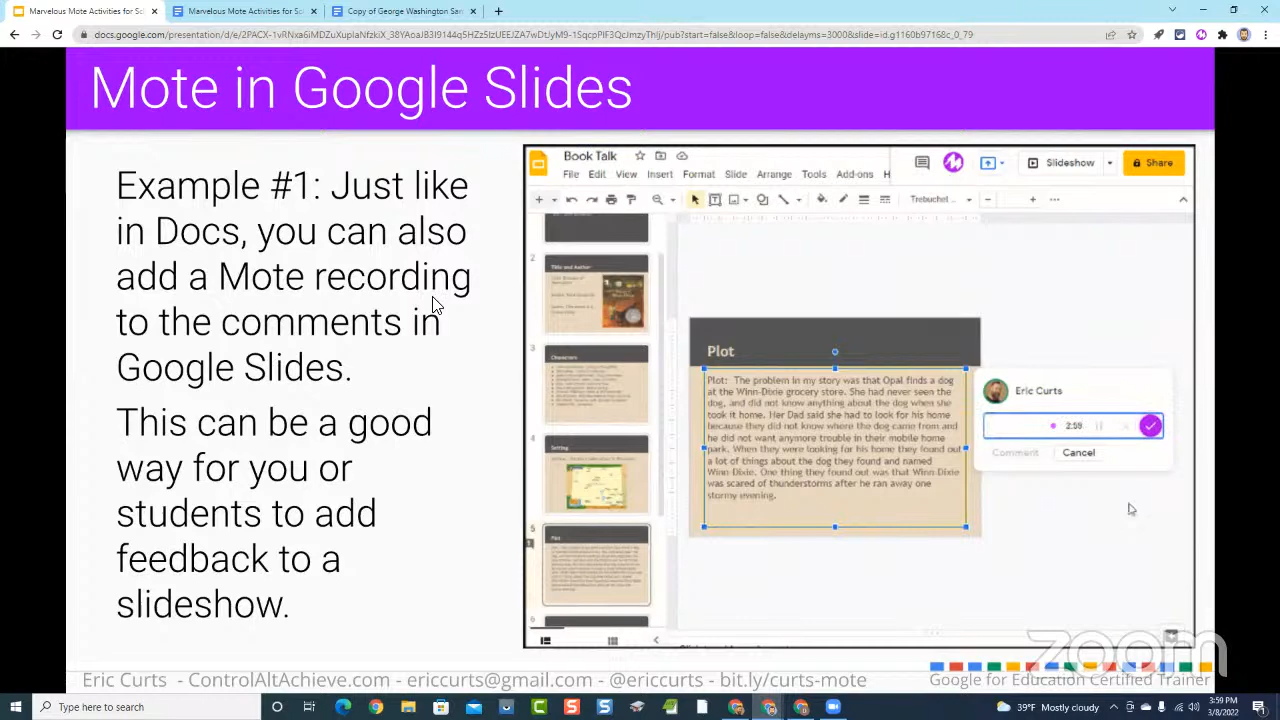 Marvelous Mote Activities for Sc
Marvelous Mote Activities for Sc
Copy of George Washington San
docs.google.com/presentation/d/e/2PACX-
pub?start=false&loop=false&delayms=30000&slide=id.g1160b97168c_0_79
Mote in Google Slides
Example #1: Just like
in Docs, you can also
add a Mote recording
to the comments in
Google Slides.
This can be a good
way for you or
students to add
feedback to a
slideshow.
Book Talk
File Edit View Insert Format Slide Arrange Tools Add-ons H
Slideshow
Share
Trebuchet ...
2
Title and Author
3
Characters
4
Setting
5
Plot
6
Plot
Plot: The problem in my story was that Opal finds a dog
at the Winn-Dixie grocery store. She had never seen the
dog, and did not know anything about the dog when she
took it home. Her Dad said she had to look for his home
because they did not know where the dog came from and
he did not want anymore trouble in their mobile home
park. When they were looking for his home they found out
a lot of things about the dog they found and named
Winn Dixie. One thing they found out was that Winn-Dixie
was scared of thunderstorms after he ran away one
stormy evening.
Eric Curts
2:59
Comment Cancel
zoom
Eric Curts - ControlAltAchieve.com - ericcurts@gmail.com - @ericcurts - bit.ly/curts-mote
Google for Education Certified Trainer
Type here to search
39°F Mostly cloudy
3:59 PM
3/8/2022